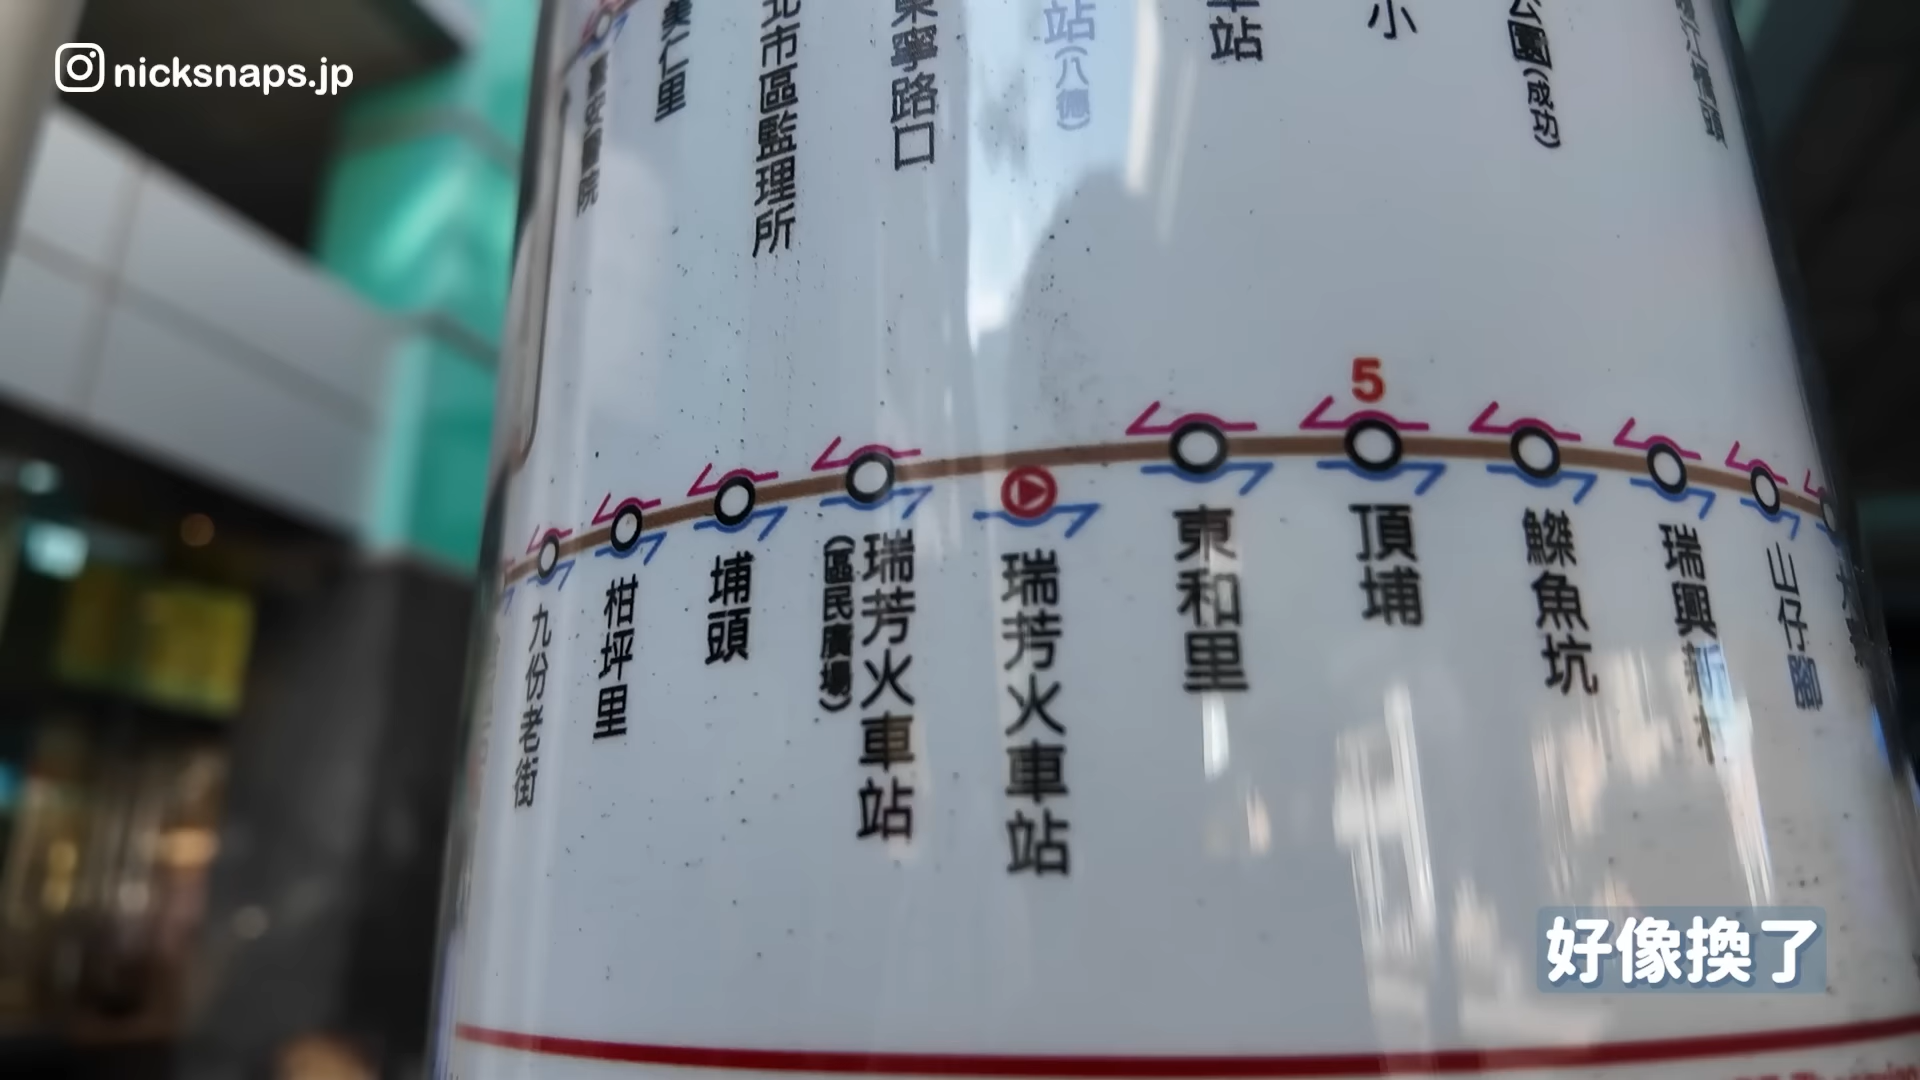 nicksnaps.jp
美仁里
北市區監理所
東寧路口
站(八德)
車站
小
公園(成功)
5
九份老街
柑坪里
埔頭
瑞芳火車站
(區民廣場)
瑞芳火車站
東和里
頂埔
鰶魚坑
瑞興新村
山仔腳
好像換了